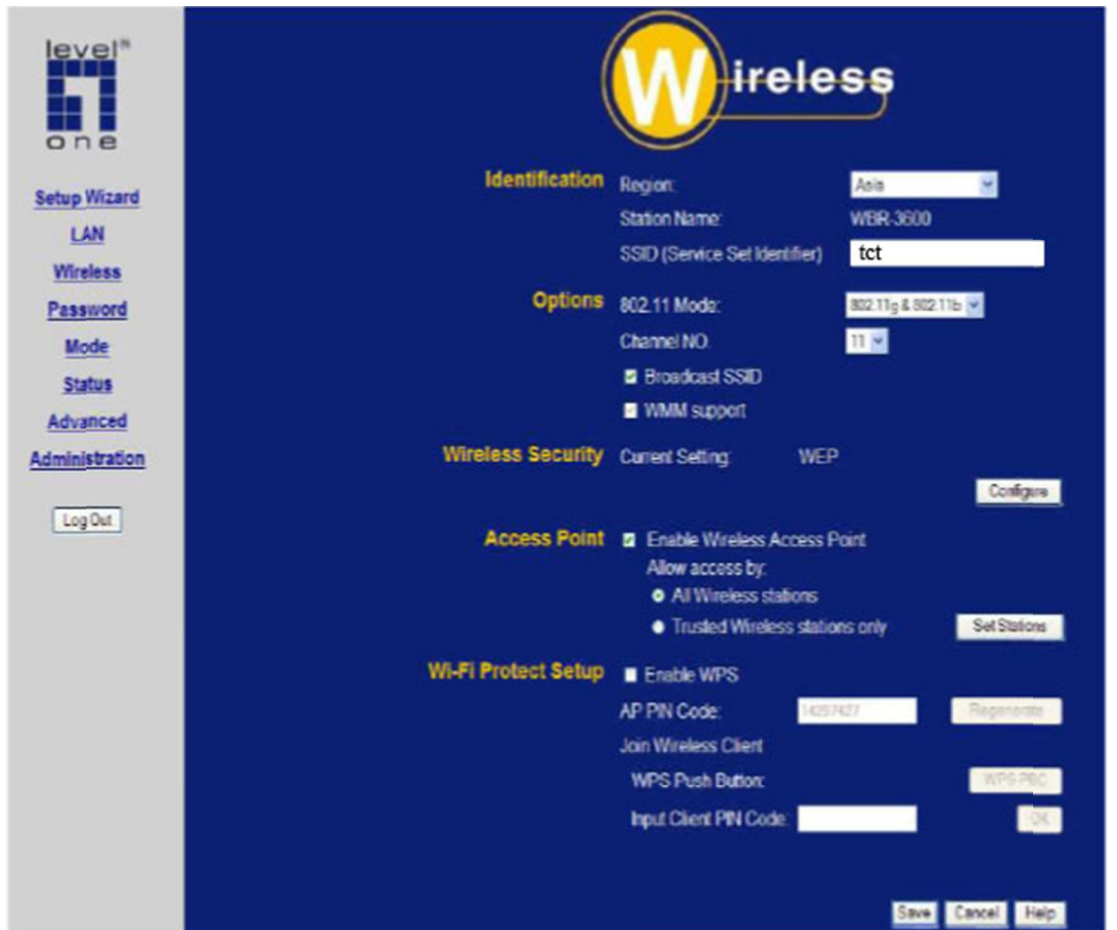 level one
Wireless
Setup Wizard
LAN
Wireless
Password
Mode
Status
Advanced
Administration
Log Out
Identification
Region: Asia
Station Name: WBR-3600
SSID (Service Set Identifier) tct
Options
802.11 Mode: 802.11g & 802.11b
Channel NO. 11
Broadcast SSID
WMM support
Wireless Security
Current Setting: WEP
Configure
Access Point
Enable Wireless Access Point
Allow access by:
All Wireless stations
Trusted Wireless stations only
Set Stations
Wi-Fi Protect Setup
Enable WPS
AP PIN Code: Regenerate
Join Wireless Client
WPS Push Button: WPS PBC
Input Client PIN Code: OK
Save Cancel Help